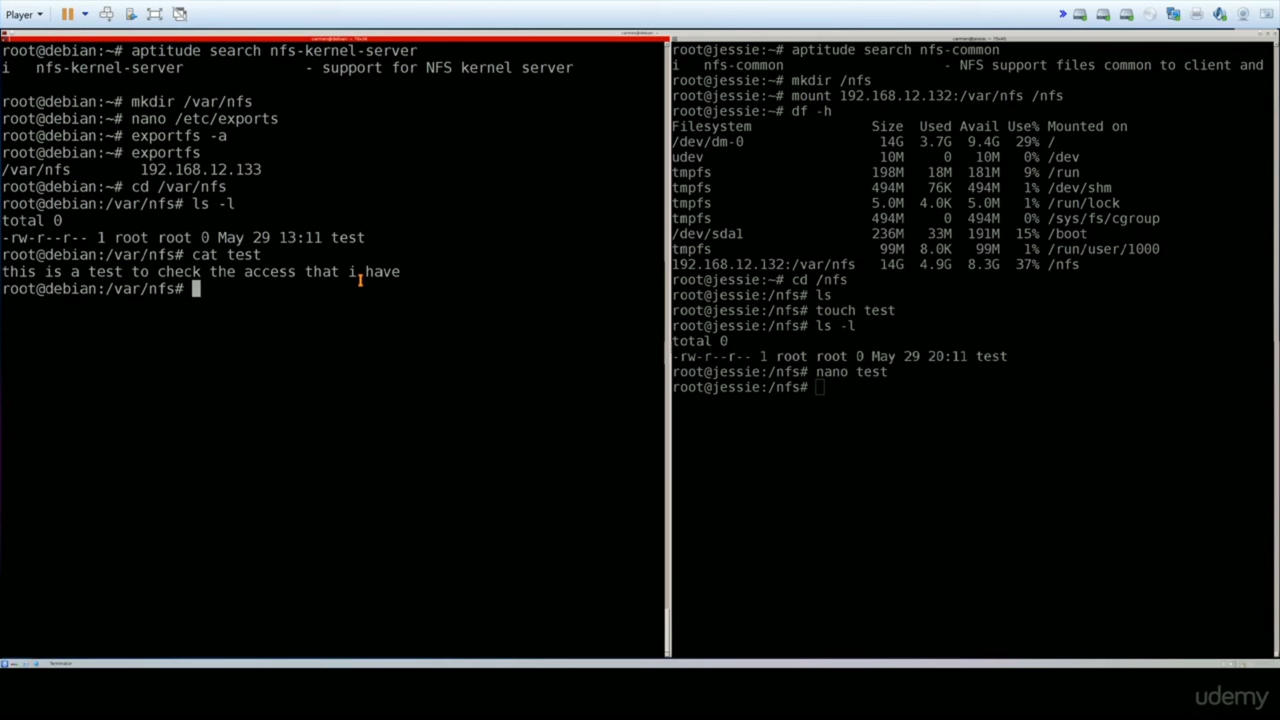 Player
root@debian:~# aptitude search nfs-kernel-server
i   nfs-kernel-server             - support for NFS kernel server
root@debian:~# mkdir /var/nfs
root@debian:~# nano /etc/exports
root@debian:~# exportfs -a
root@debian:~# exportfs
/var/nfs        192.168.12.133
root@debian:~# cd /var/nfs
root@debian:/var/nfs# ls -l
total 0
-rw-r--r-- 1 root root 0 May 29 13:11 test
root@debian:/var/nfs# cat test
this is a test to check the access that i have
root@debian:/var/nfs#
root@jessie:~# aptitude search nfs-common
i   nfs-common                    - NFS support files common to client and
root@jessie:~# mkdir /nfs
root@jessie:~# mount 192.168.12.132:/var/nfs /nfs
root@jessie:~# df -h
Filesystem              Size  Used Avail Use% Mounted on
/dev/dm-0                14G  3.7G  9.4G  29% /
udev                     10M     0   10M   0% /dev
tmpfs                   198M   18M  181M   9% /run
tmpfs                   494M   76K  494M   1% /dev/shm
tmpfs                   5.0M  4.0K  5.0M   1% /run/lock
tmpfs                   494M     0  494M   0% /sys/fs/cgroup
/dev/sda1               236M   33M  191M  15% /boot
tmpfs                    99M  8.0K   99M   1% /run/user/1000
192.168.12.132:/var/nfs  14G  4.9G  8.3G  37% /nfs
root@jessie:~# cd /nfs
root@jessie:/nfs# ls
root@jessie:/nfs# touch test
root@jessie:/nfs# ls -l
total 0
-rw-r--r-- 1 root root 0 May 29 20:11 test
root@jessie:/nfs# nano test
root@jessie:/nfs#
Terminator
udemy